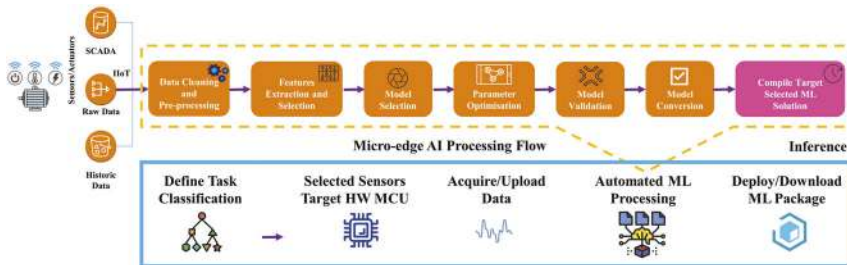 SCADA
Sensors/Actuators
IIoT
Raw Data
Historic
Data
Data Cleaning
and
Pre-processing
Features
Extraction and
Selection
Model
Selection
Parameter
Optimisation
Model
Validation
Model
Conversion
Compile Target
Selected ML
Solution
Micro-edge AI Processing Flow
Inference
Define Task
Classification
Selected Sensors
Target HW MCU
Acquire/Upload
Data
Automated ML
Processing
Deploy/Download
ML Package